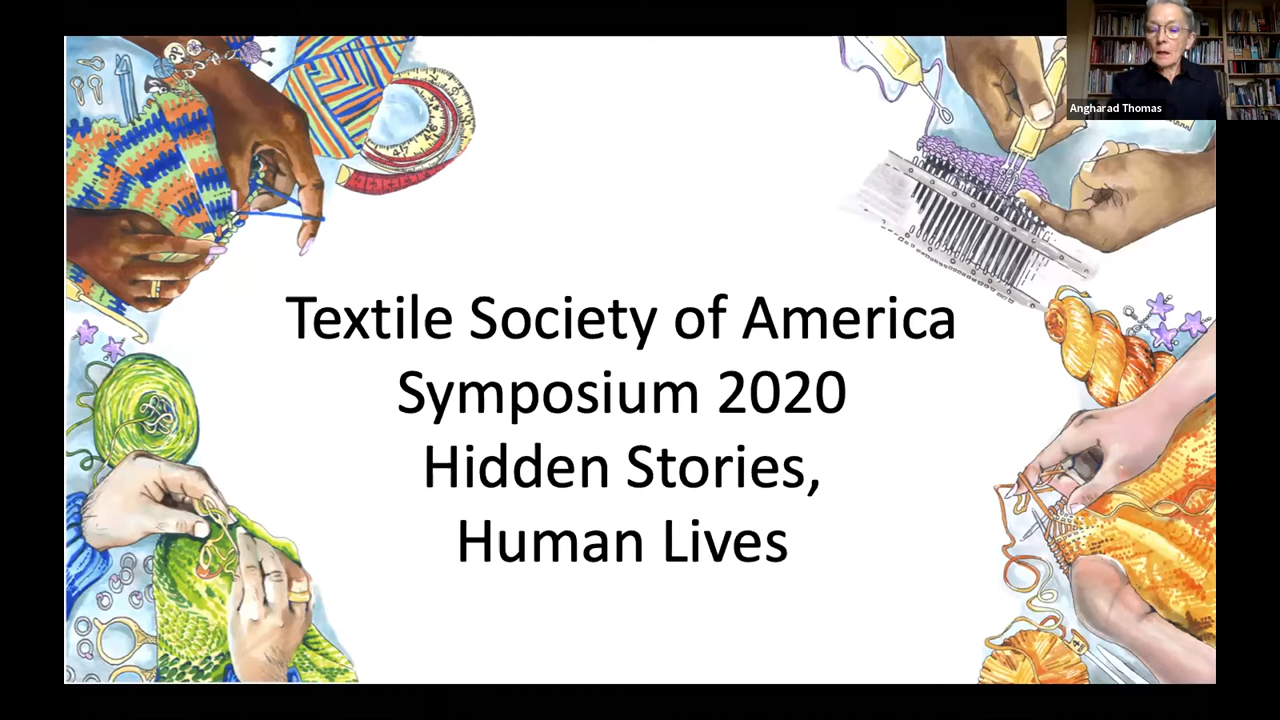 Angharad Thomas
Textile Society of America
Symposium 2020
Hidden Stories,
Human Lives